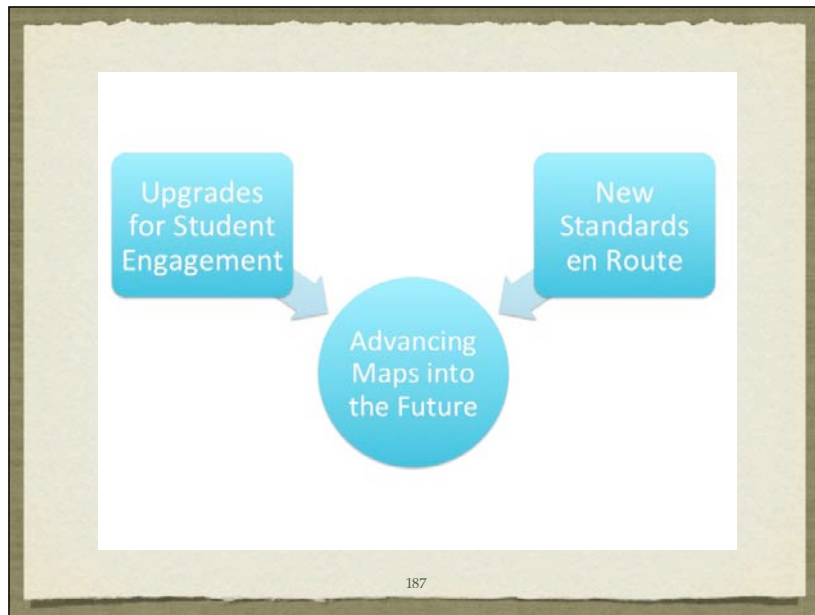 Upgrades
for Student
Engagement
New
Standards
en Route
Advancing
Maps into
the Future
187